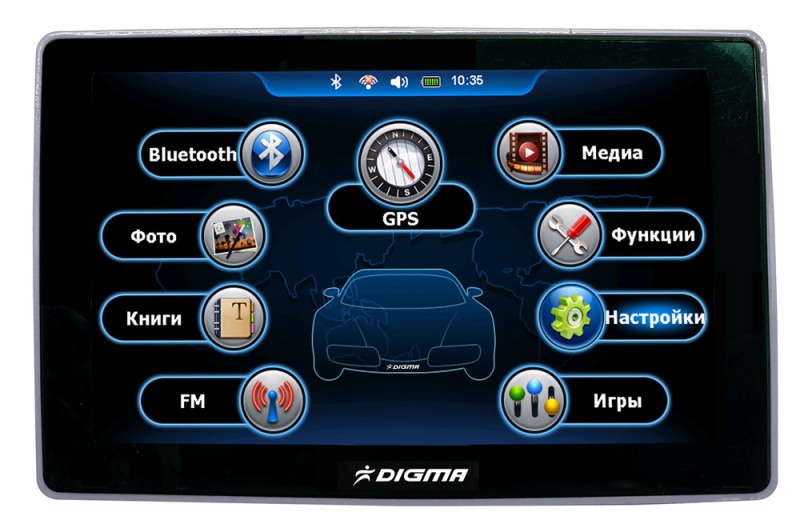 10:35
Bluetooth
GPS
Медиа
Фото
Функции
Книги
Настройки
FM
Игры
DIGMA
DIGMA
N
E
S
W
T